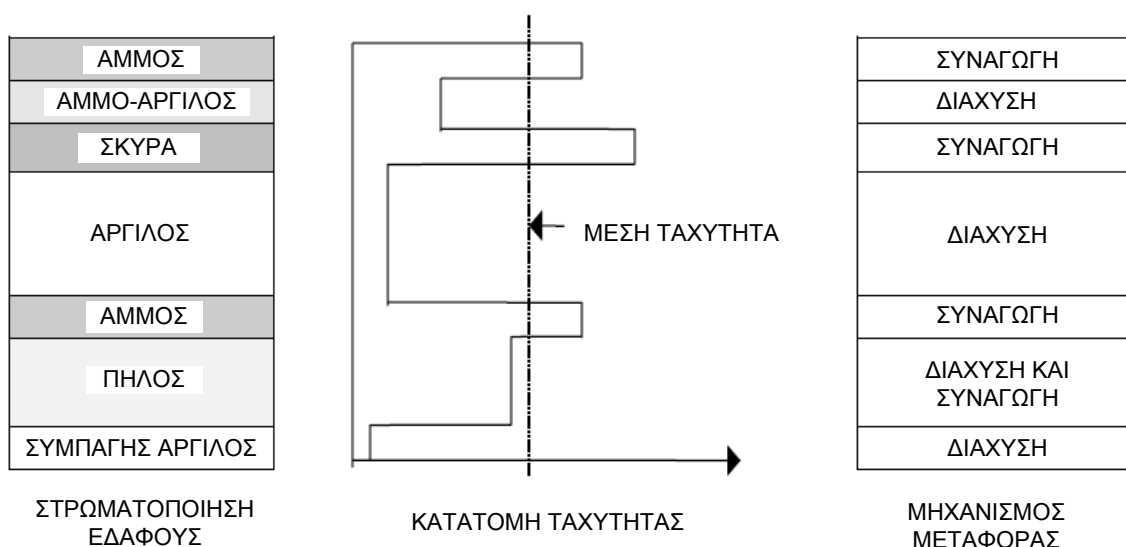 ΑΜΜΟΣ
ΑΜΜΟ-ΑΡΓΙΛΟΣ
ΣΚΥΡΑ
ΑΡΓΙΛΟΣ
ΑΜΜΟΣ
ΠΗΛΟΣ
ΣΥΜΠΑΓΗΣ ΑΡΓΙΛΟΣ
ΣΤΡΩΜΑΤΟΠΟΙΗΣΗ
ΕΔΑΦΟΥΣ
ΜΕΣΗ ΤΑΧΥΤΗΤΑ
ΚΑΤΑΤΟΜΗ ΤΑΧΥΤΗΤΑΣ
ΣΥΝΑΓΩΓΗ
ΔΙΑΧΥΣΗ
ΣΥΝΑΓΩΓΗ
ΔΙΑΧΥΣΗ
ΣΥΝΑΓΩΓΗ
ΔΙΑΧΥΣΗ ΚΑΙ
ΣΥΝΑΓΩΓΗ
ΔΙΑΧΥΣΗ
ΜΗΧΑΝΙΣΜΟΣ
ΜΕΤΑΦΟΡΑΣ